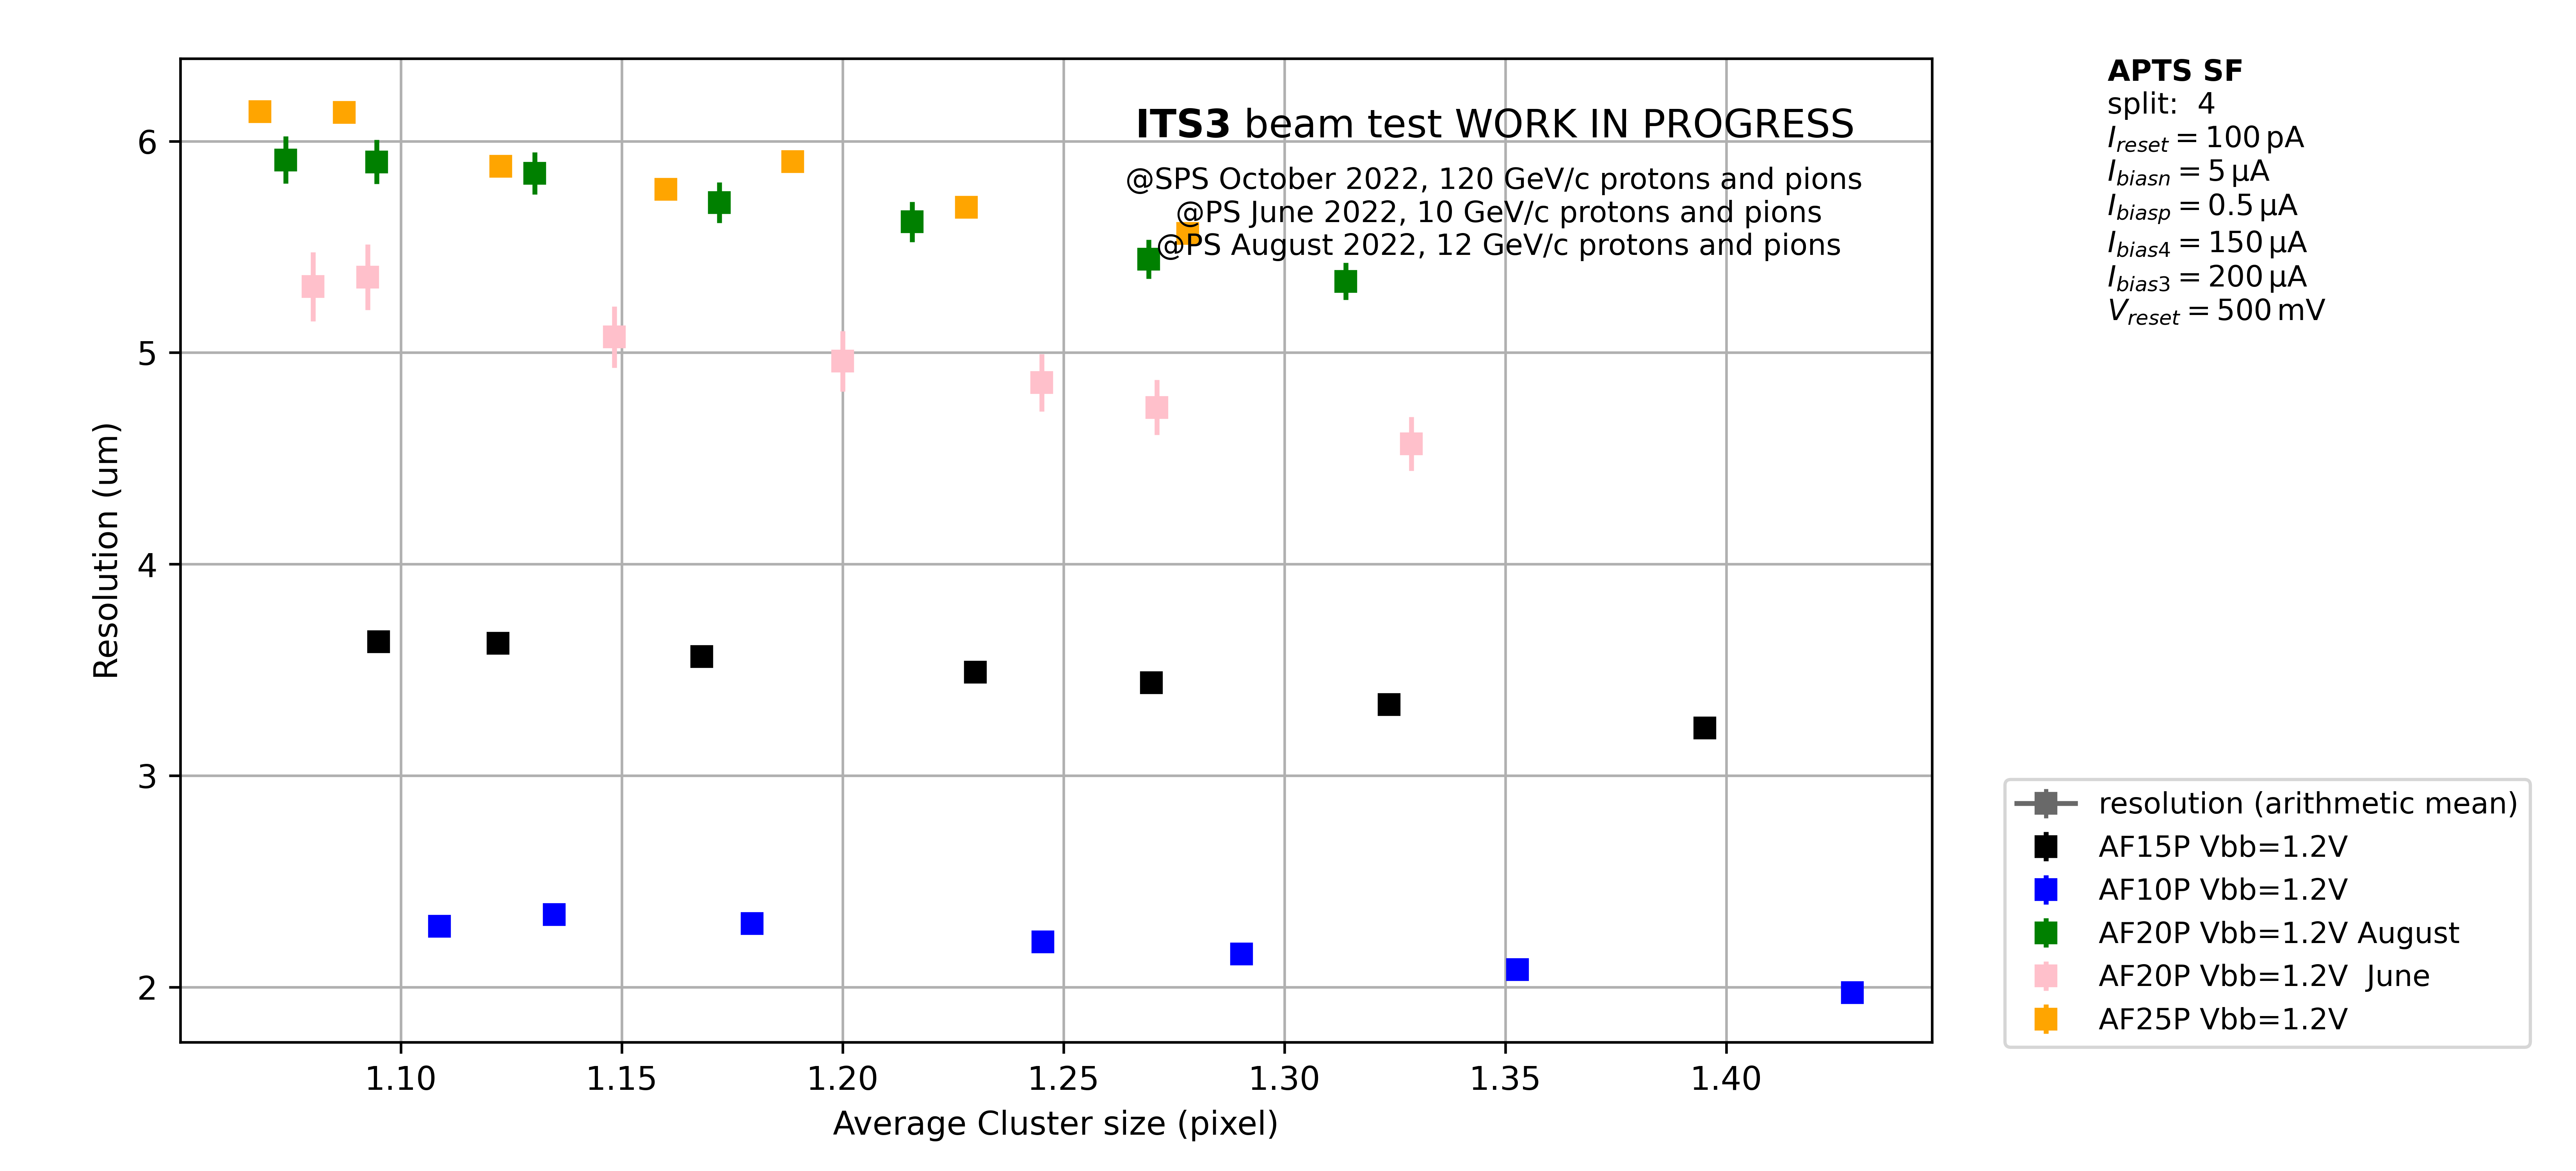 ITS3 beam test WORK IN PROGRESS
@SPS October 2022, 120 GeV/c protons and pions
@PS June 2022, 10 GeV/c protons and pions
@PS August 2022, 12 GeV/c protons and pions
6
5
4
3
2
Resolution (um)
1.10 1.15 1.20 1.25 1.30 1.35 1.40
Average Cluster size (pixel)
APTS SF
split: 4
I_reset = 100 pA
I_biasn = 5 µA
I_biasp = 0.5 µA
I_bias4 = 150 µA
I_bias3 = 200 µA
V_reset = 500 mV
resolution (arithmetic mean)
AF15P Vbb=1.2V
AF10P Vbb=1.2V
AF20P Vbb=1.2V August
AF20P Vbb=1.2V June
AF25P Vbb=1.2V